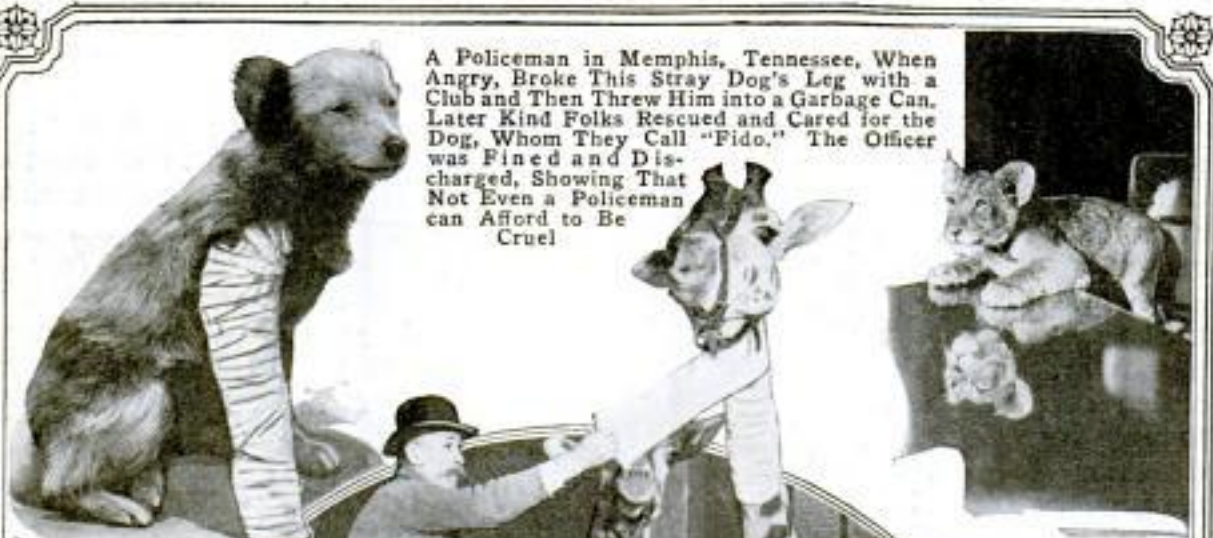 A Policeman in Memphis, Tennessee, When
Angry, Broke This Stray Dog's Leg with a
Club and Then Threw Him into a Garbage Can.
Later Kind Folks Rescued and Cared for the
Dog, Whom They Call "Fido." The Officer
was Fined and Dis-
charged, Showing That
Not Even a Policeman
can Afford to Be
Cruel